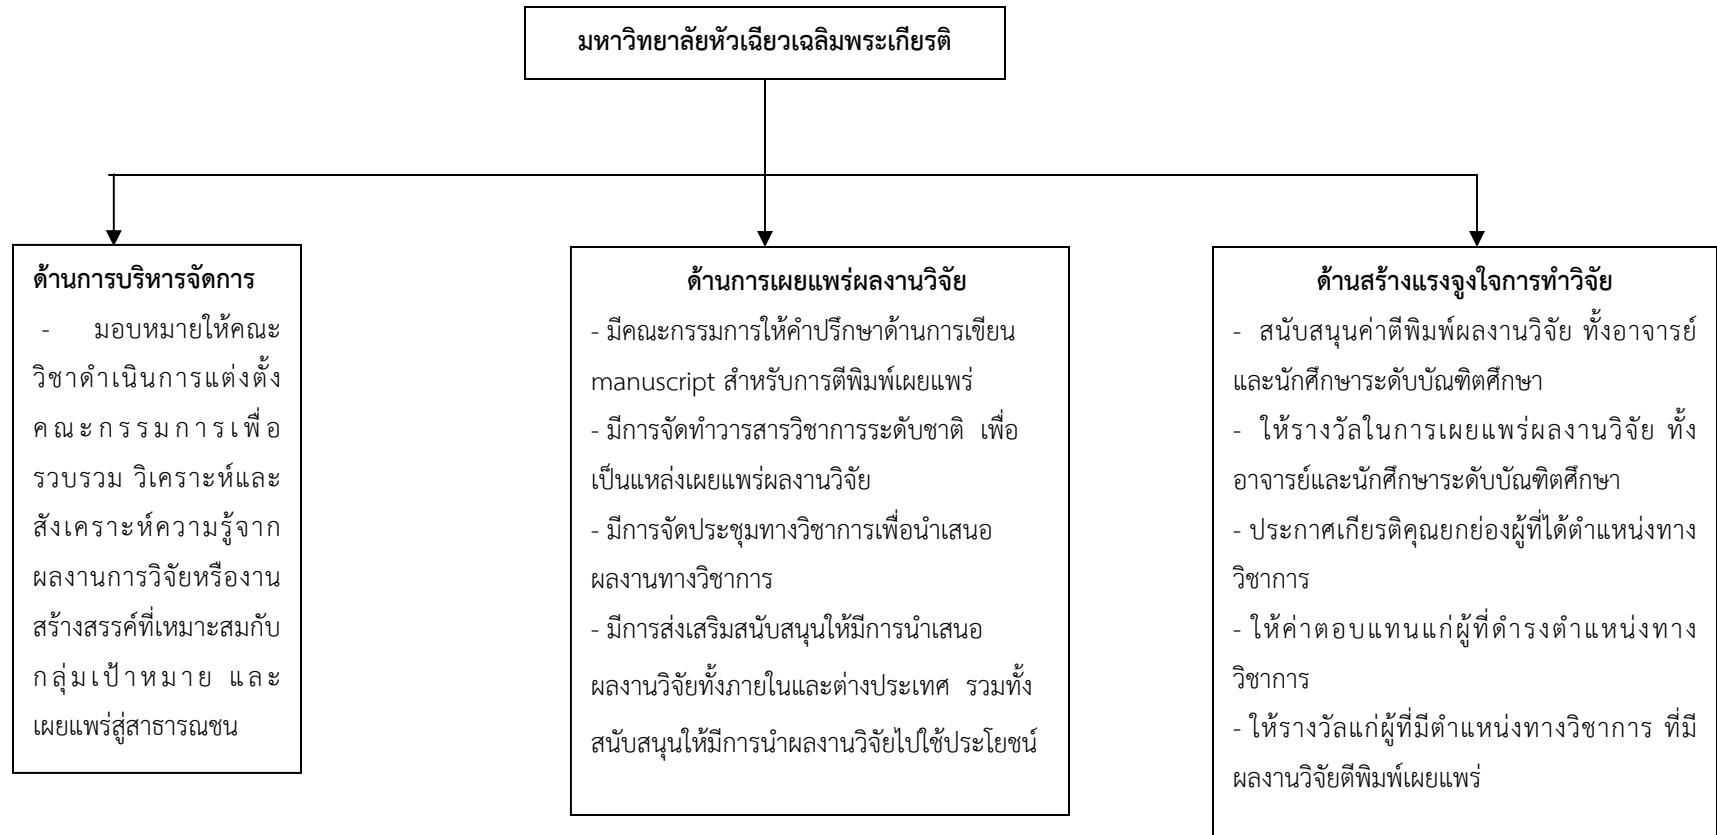 มหาวิทยาลัยหัวเฉียวเฉลิมพระเกียรติ
ด้านการบริหารจัดการ
- มอบหมายให้คณะ
วิชาดำเนินการแต่งตั้ง
คณะกรรมการเพื่อ
รวบรวม วิเคราะห์และ
สังเคราะห์ความรู้จาก
ผลงานการวิจัยหรืองาน
สร้างสรรค์ที่เหมาะสมกับ
กลุ่มเป้าหมาย และ
เผยแพร่สู่สาธารณชน
ด้านการเผยแพร่ผลงานวิจัย
- มีคณะกรรมการให้คำปรึกษาด้านการเขียน
manuscript สำหรับการตีพิมพ์เผยแพร่
- มีการจัดทำวารสารวิชาการระดับชาติ เพื่อ
เป็นแหล่งเผยแพร่ผลงานวิจัย
- มีการจัดประชุมทางวิชาการเพื่อนำเสนอ
ผลงานทางวิชาการ
- มีการส่งเสริมสนับสนุนให้มีการนำเสนอ
ผลงานวิจัยทั้งภายในและต่างประเทศ รวมทั้ง
สนับสนุนให้มีการนำผลงานวิจัยไปใช้ประโยชน์
ด้านสร้างแรงจูงใจการทำวิจัย
- สนับสนุนค่าตีพิมพ์ผลงานวิจัย ทั้งอาจารย์
และนักศึกษาระดับบัณฑิตศึกษา
- ให้รางวัลในการเผยแพร่ผลงานวิจัย ทั้ง
อาจารย์และนักศึกษาระดับบัณฑิตศึกษา
- ประกาศเกียรติคุณยกย่องผู้ที่ได้ตำแหน่งทาง
วิชาการ
- ให้ค่าตอบแทนแก่ผู้ที่ดำรงตำแหน่งทาง
วิชาการ
- ให้รางวัลแก่ผู้ที่มีตำแหน่งทางวิชาการ ที่มี
ผลงานวิจัยตีพิมพ์เผยแพร่